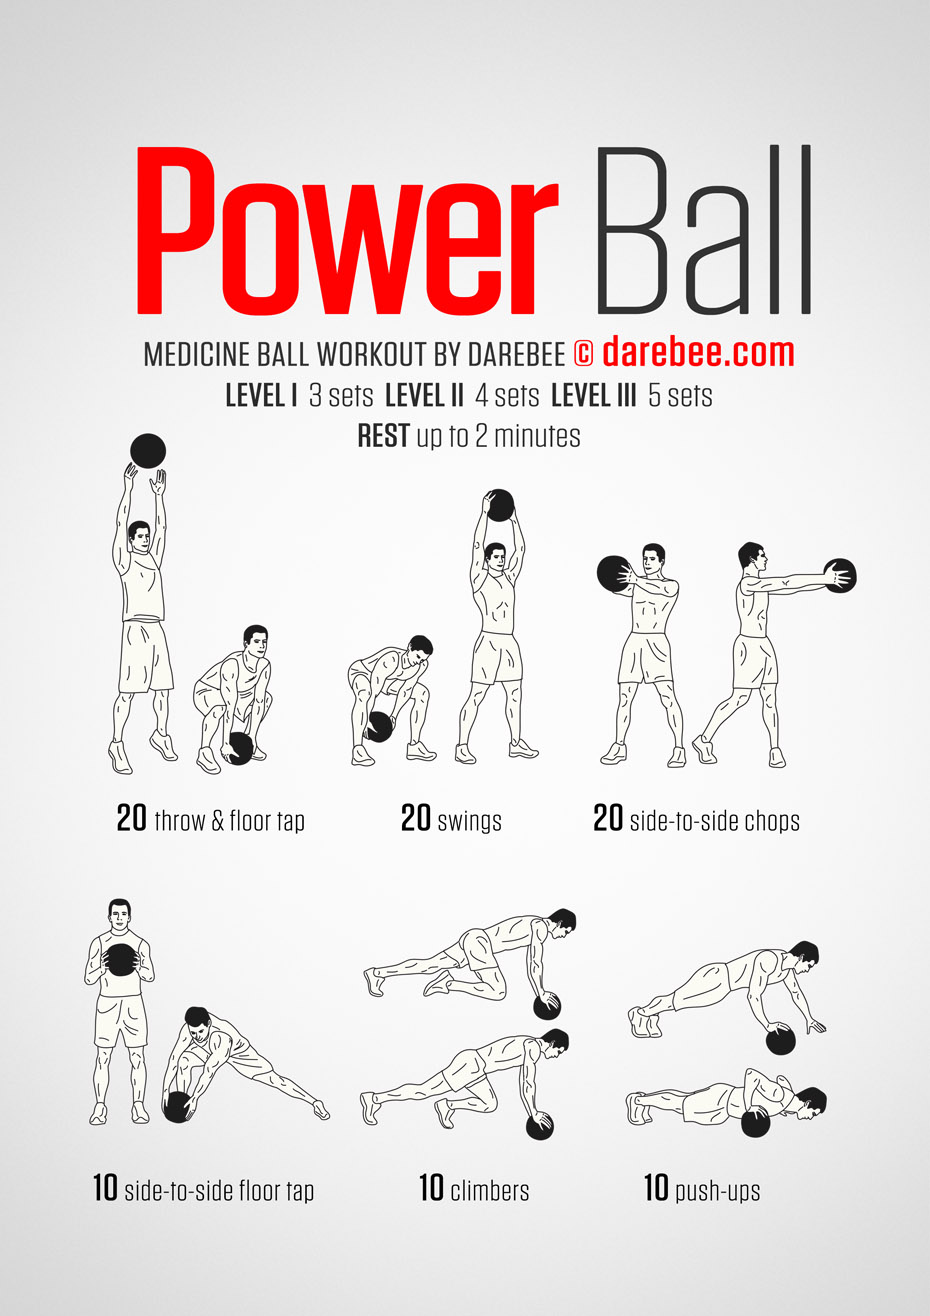 Power Ball
MEDICINE BALL WORKOUT BY DAREBEE © darebee.com
LEVEL I 3 sets LEVEL II 4 sets LEVEL III 5 sets
REST up to 2 minutes
20 throw & floor tap
20 swings
20 side-to-side chops
10 side-to-side floor tap
10 climbers
10 push-ups